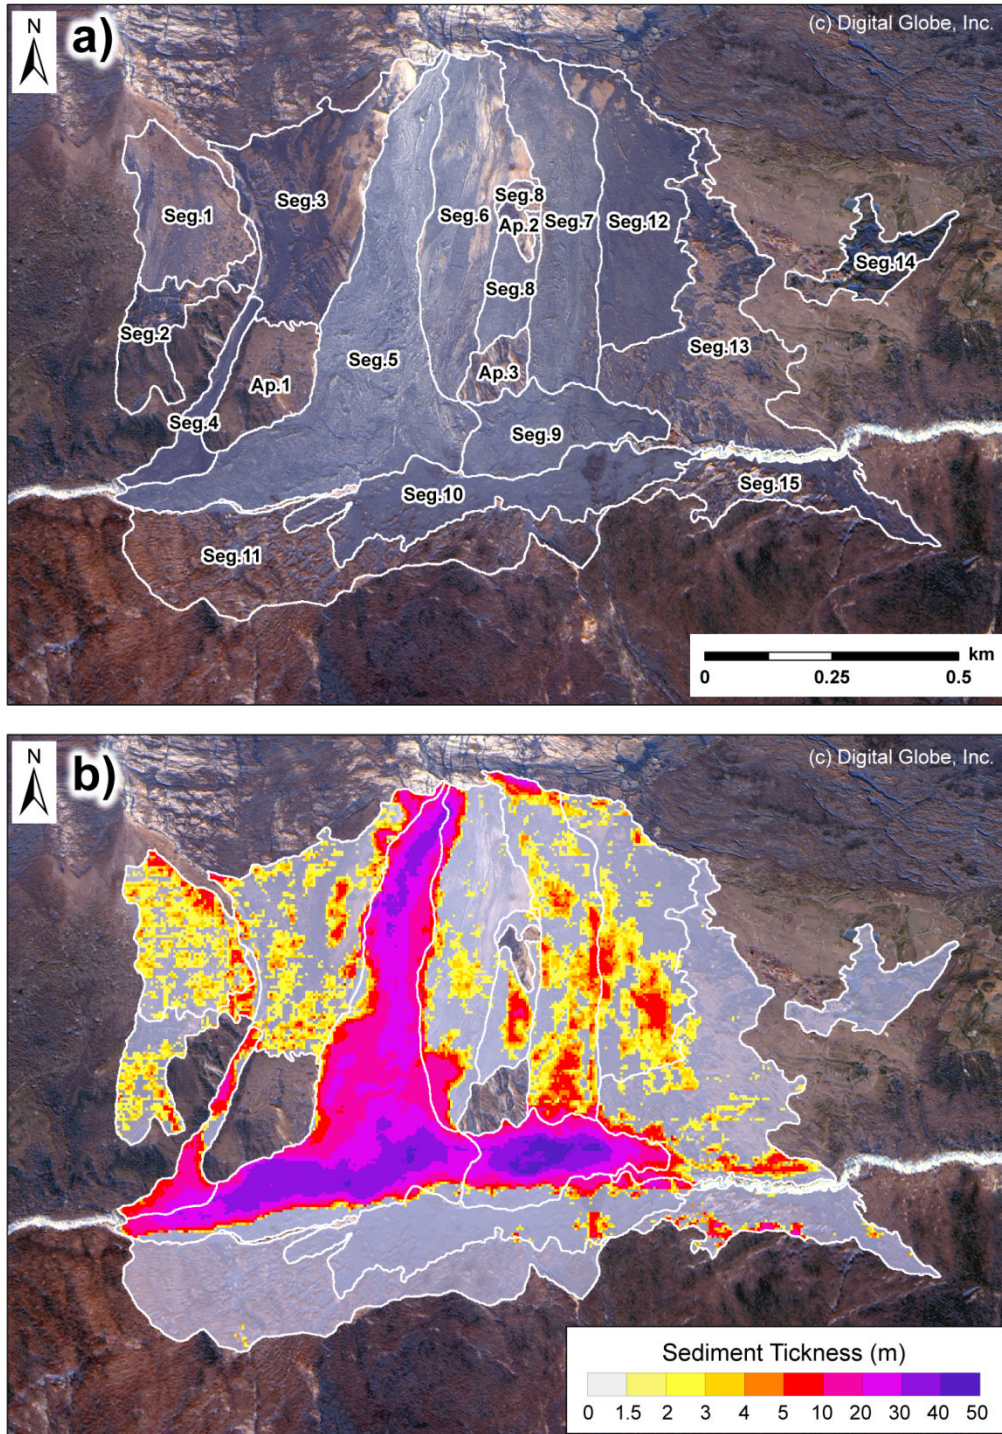 N
a)
(c) Digital Globe, Inc.
Seg.1
Seg.3
Seg.8
Seg.6
Ap.2
Seg.7
Seg.12
Seg.14
Seg.8
Seg.2
Seg.5
Seg.13
Ap.1
Ap.3
Seg.4
Seg.9
Seg.10
Seg.15
Seg.11
km
0
0.25
0.5
N
b)
(c) Digital Globe, Inc.
Sediment Tickness (m)
0 1.5 2 3 4 5 10 20 30 40 50